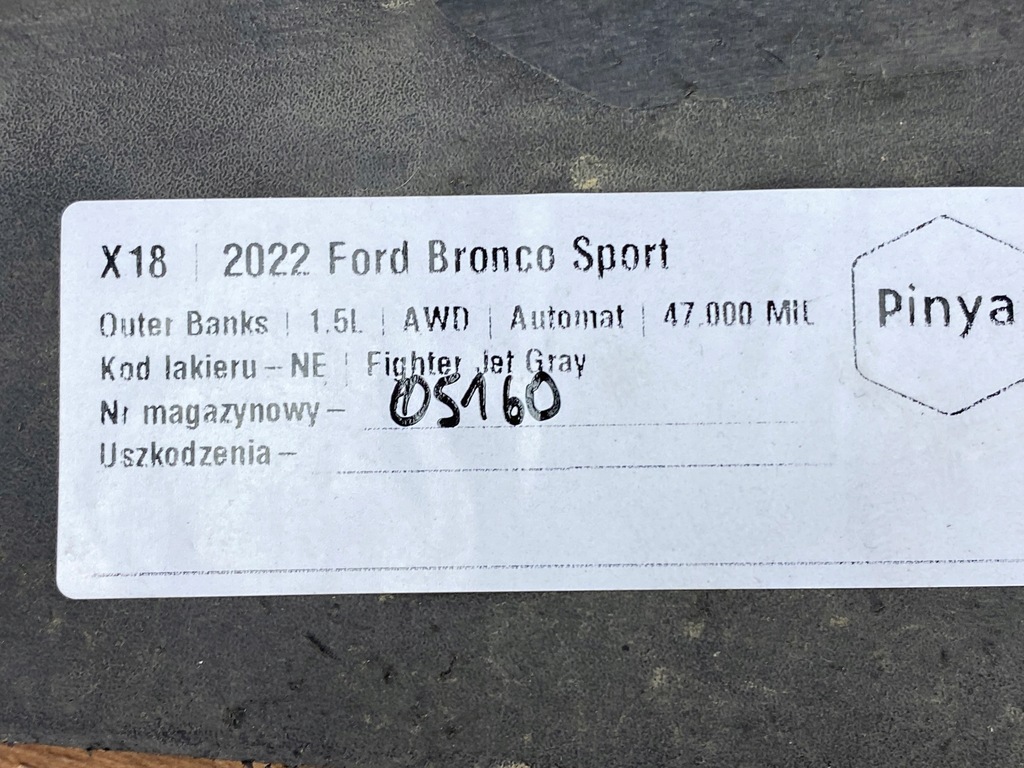 X18 | 2022 Ford Bronco Sport
Outer Banks | 1.5L | AWD | Automat | 47.000 MIL
Kod lakieru – NE | Fighter Jet Gray
Nr magazynowy – 05160
Uszkodzenia –
Pinya